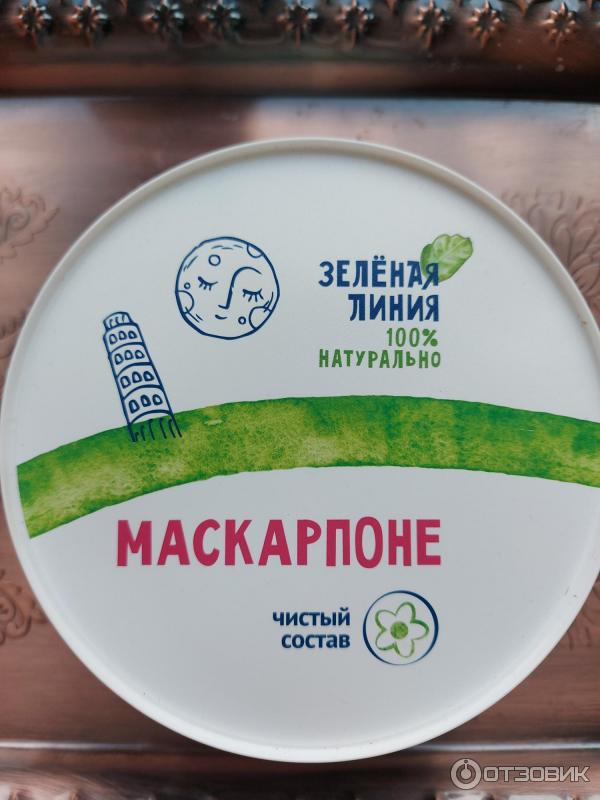 ЗЕЛЁНАЯ
ЛИНИЯ
100%
НАТУРАЛЬНО
МАСКАРПОНЕ
чистый
состав
ОТЗОВИК